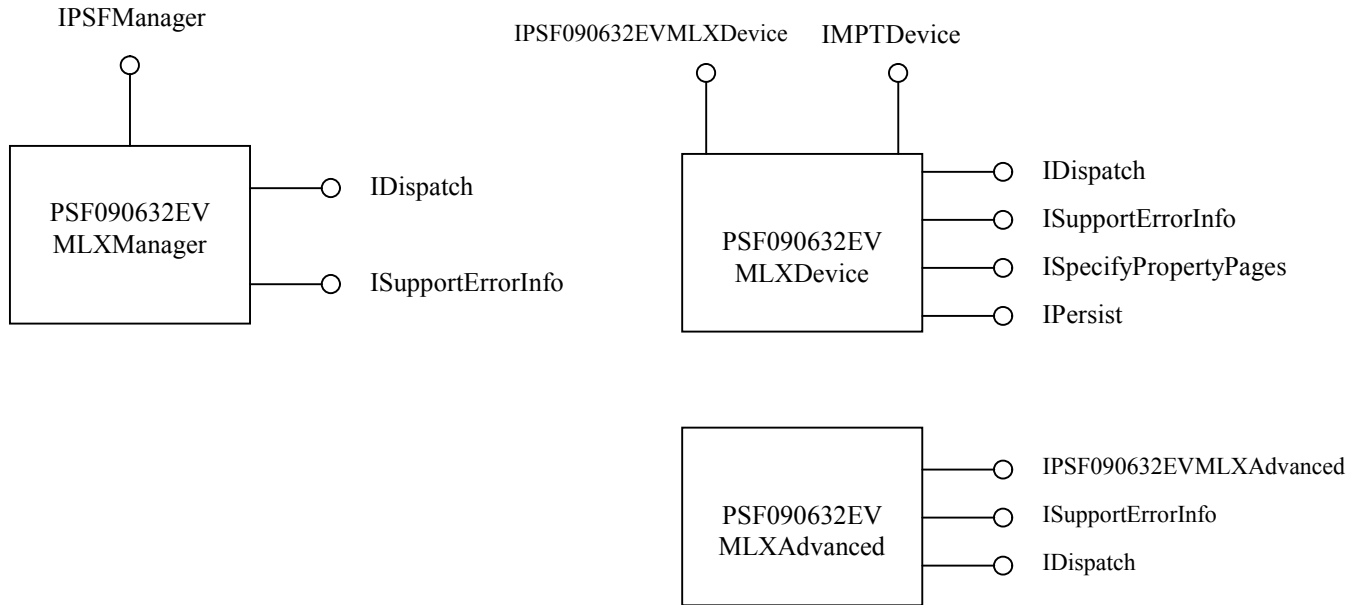 IPSFManager
IPSF090632EVMLXDevice
IMPTDevice
PSF090632EV
MLXManager
IDispatch
ISupportErrorInfo
PSF090632EV
MLXDevice
IDispatch
ISupportErrorInfo
ISpecifyPropertyPages
IPersist
PSF090632EV
MLXAdvanced
IPSF090632EVMLXAdvanced
ISupportErrorInfo
IDispatch